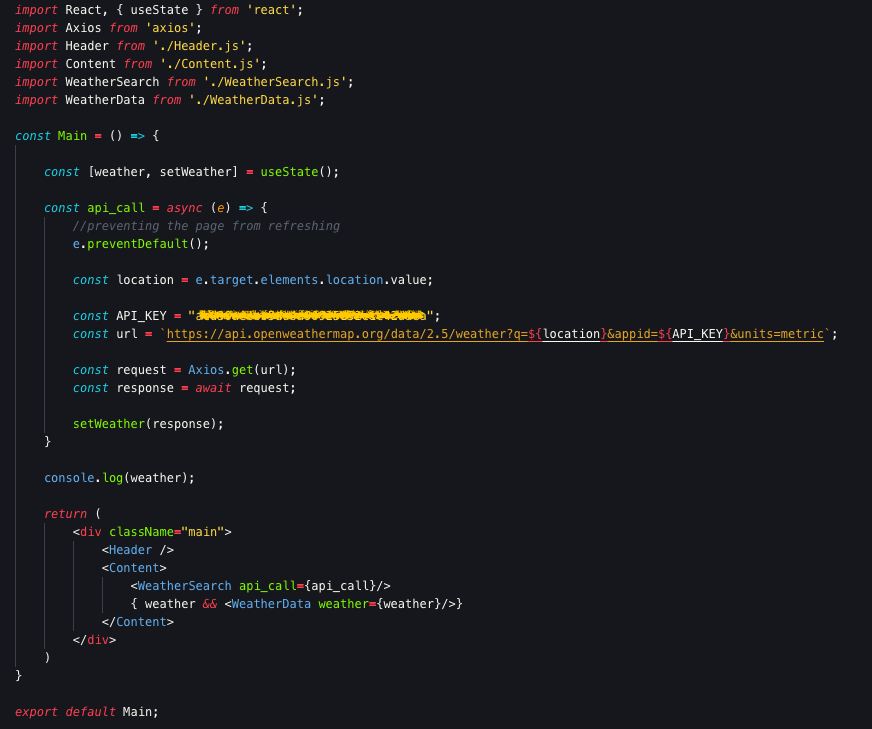 import React, { useState } from 'react';
import Axios from 'axios';
import Header from './Header.js';
import Content from './Content.js';
import WeatherSearch from './WeatherSearch.js';
import WeatherData from './WeatherData.js';
const Main = () => {
const [weather, setWeather] = useState();
const api_call = async (e) => {
//preventing the page from refreshing
e.preventDefault();
const location = e.target.elements.location.value;
const API_KEY = "";
const url = `https://api.openweathermap.org/data/2.5/weather?q=${location}&appid=${API_KEY}&units=metric`;
const request = Axios.get(url);
const response = await request;
setWeather(response);
}
console.log(weather);
return (
<div className="main">
<Header />
<Content>
<WeatherSearch api_call={api_call}/>
{ weather && <WeatherData weather={weather}/>}
</Content>
</div>
)
}
export default Main;